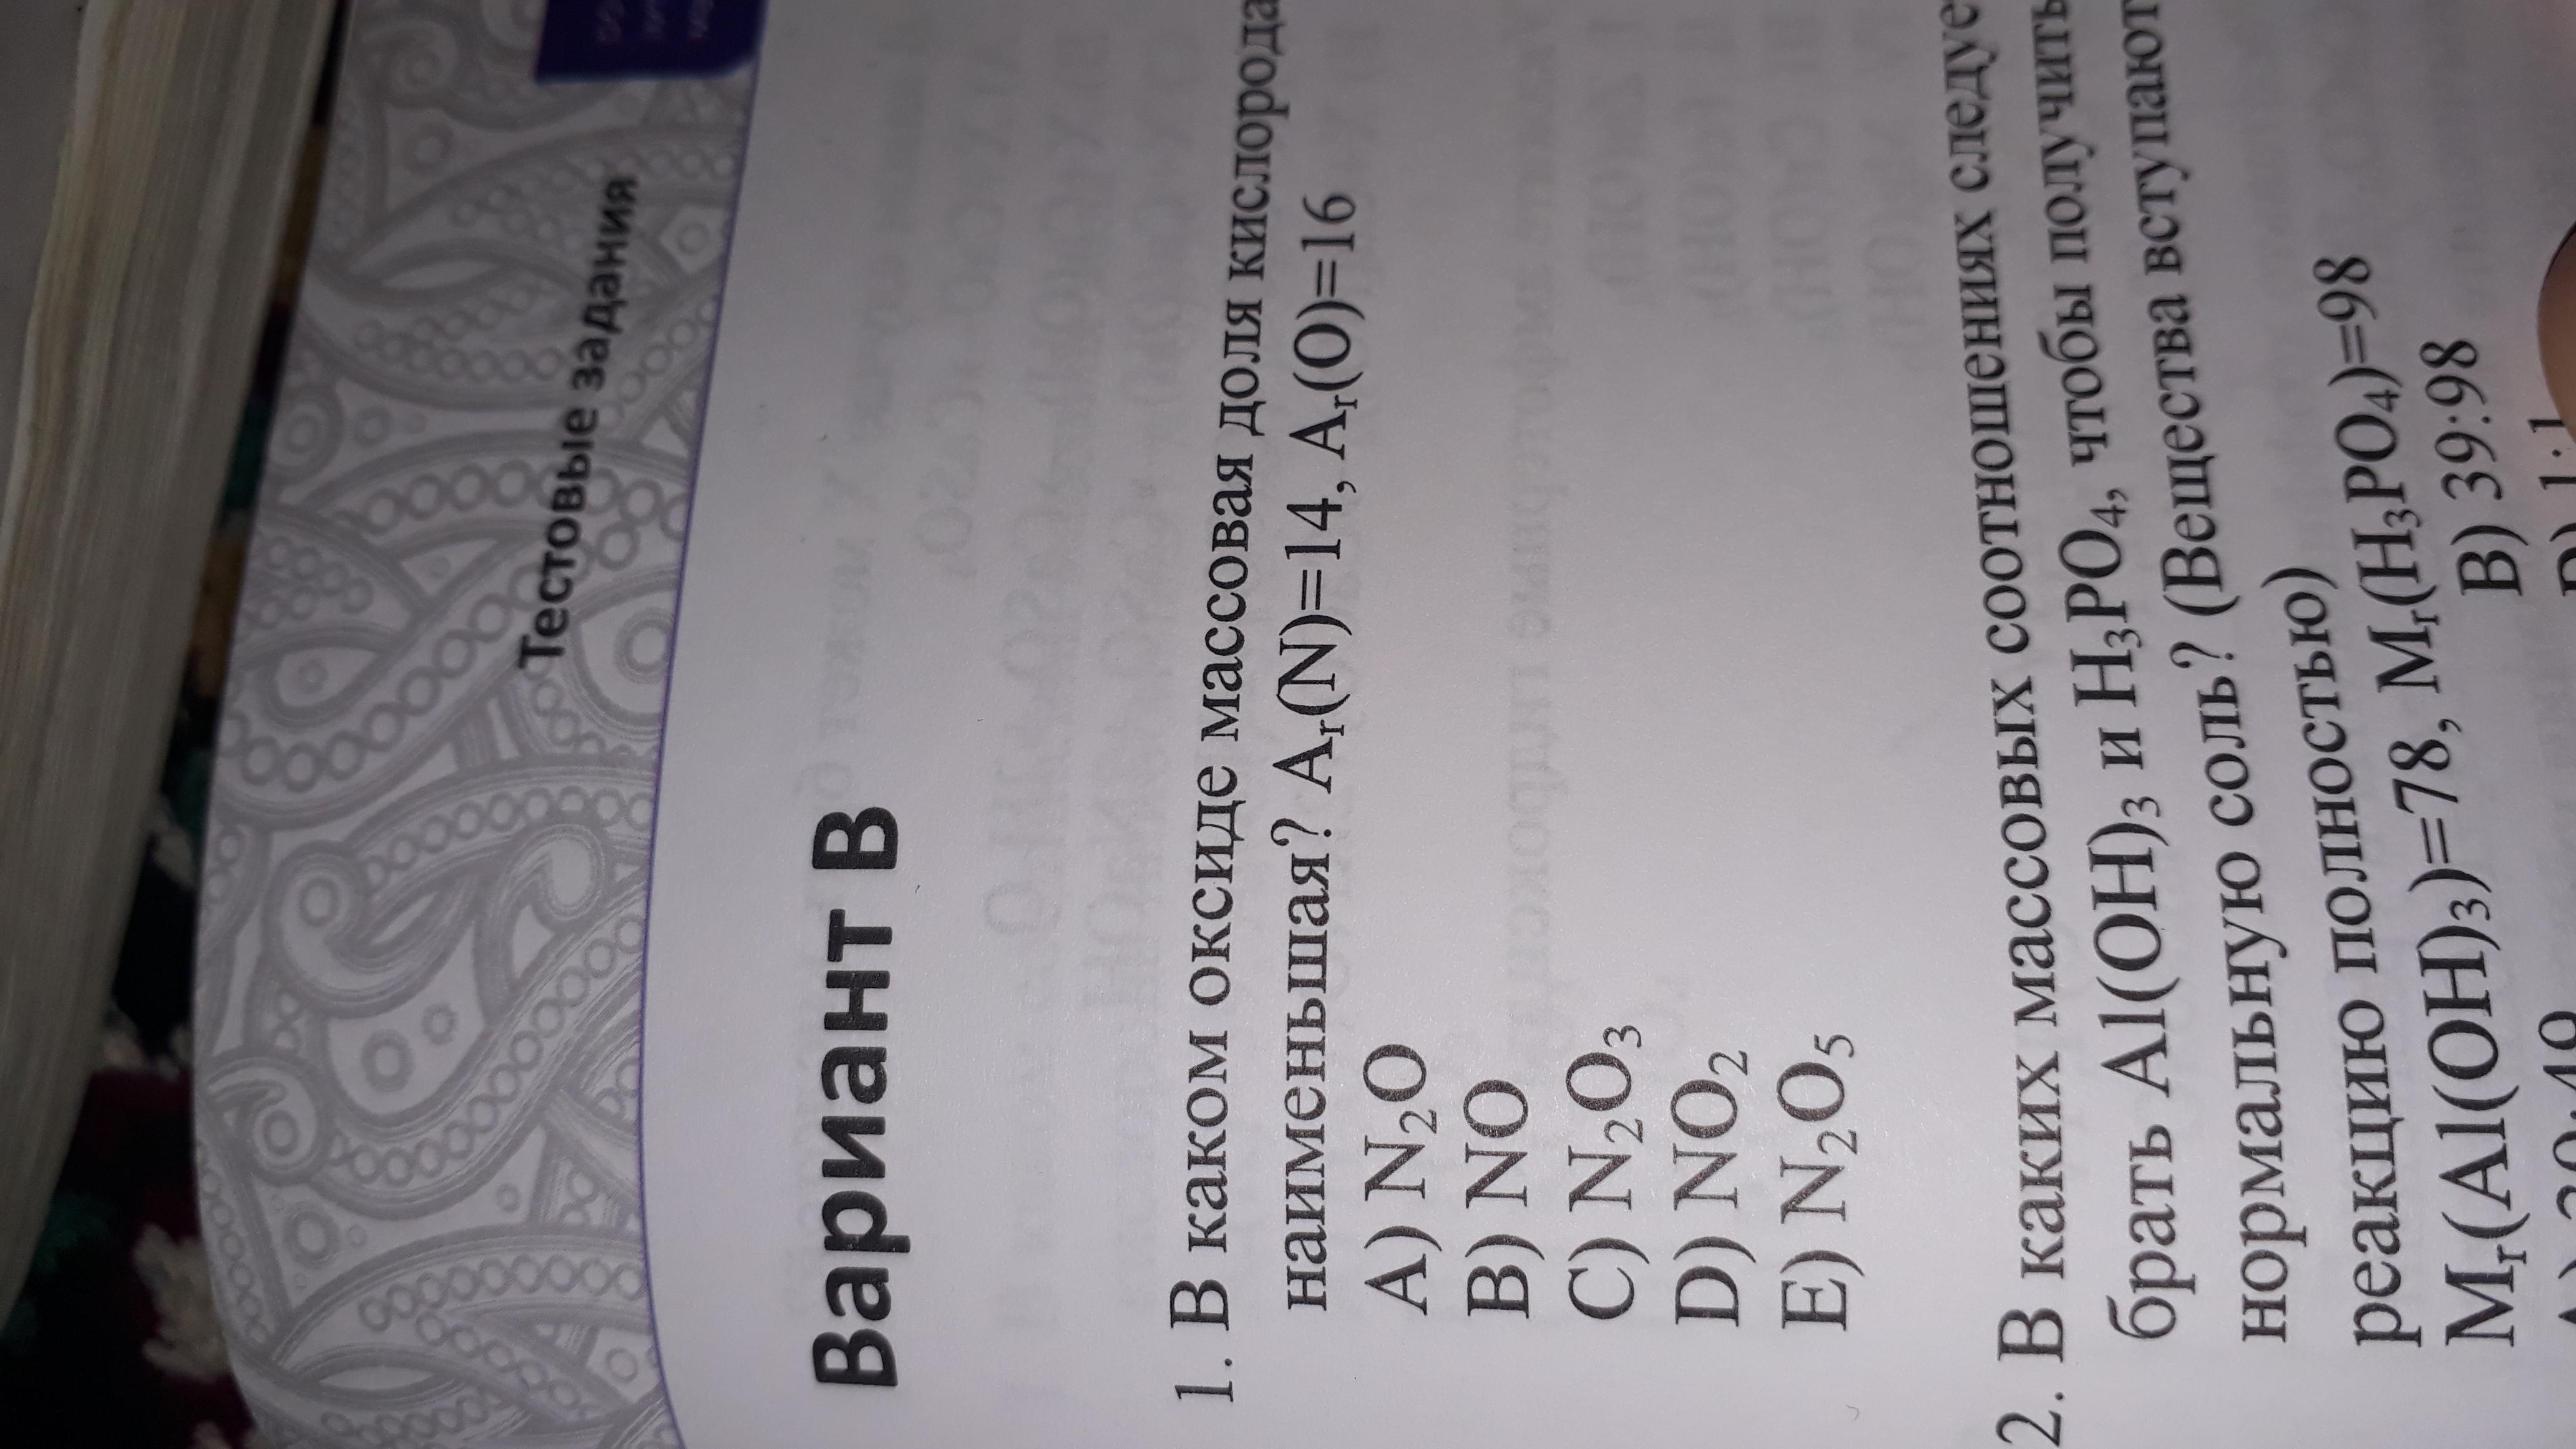 Тестовые задания
Вариант В
1. В каком оксиде массовая доля кислорода
наименьшая? Aᵣ(N)=14, Aᵣ(O)=16
A) N₂O
B) NO
C) N₂O₃
D) NO₂
E) N₂O₅
2. В каких массовых соотношениях следуе
брать Al(OH)₃ и H₃PO₄, чтобы получить
нормальную соль? (Вещества вступают
реакцию полностью)
Mᵣ(Al(OH)₃)=78, Mᵣ(H₃PO₄)=98
B) 39:98
1:1